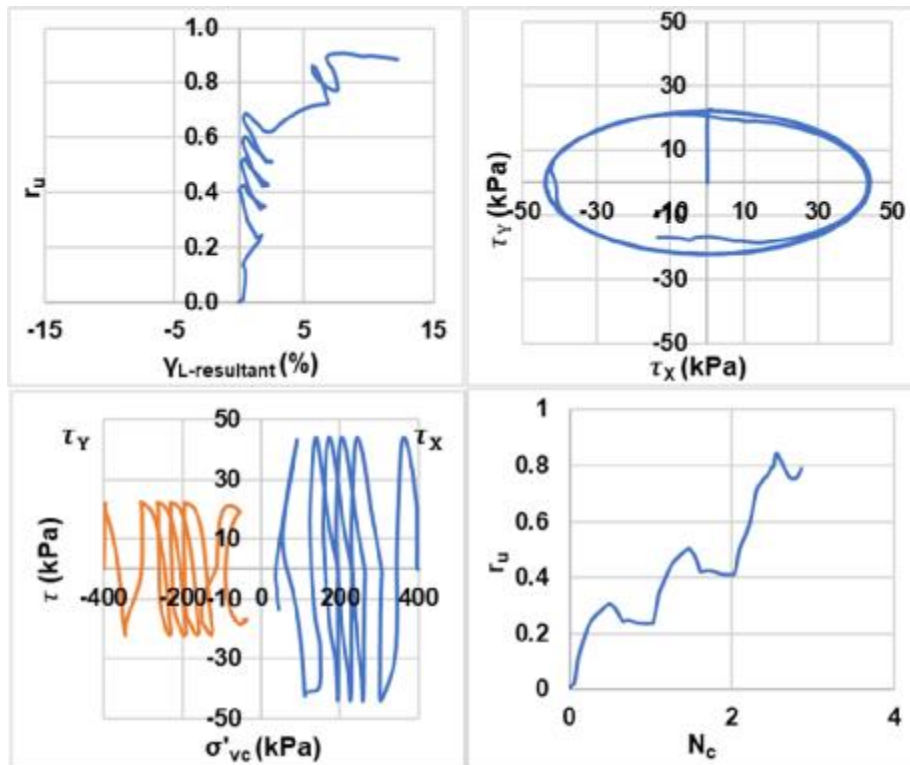 1.0
0.8
0.6
r_u
0.4
0.2
0.0
-15 -5 5 15
γ_L-resultant (%)
50
30
10
τ_Y (kPa)
-50 -30 -10 10 30 50
-10
-30
-50
τ_X (kPa)
50
τ_Y τ_X
30
τ (kPa)
10
-400 -200 -10 0 200 400
-30
-50
σ'_vc (kPa)
1
0.8
0.6
r_u
0.4
0.2
0
0 2 4
N_c